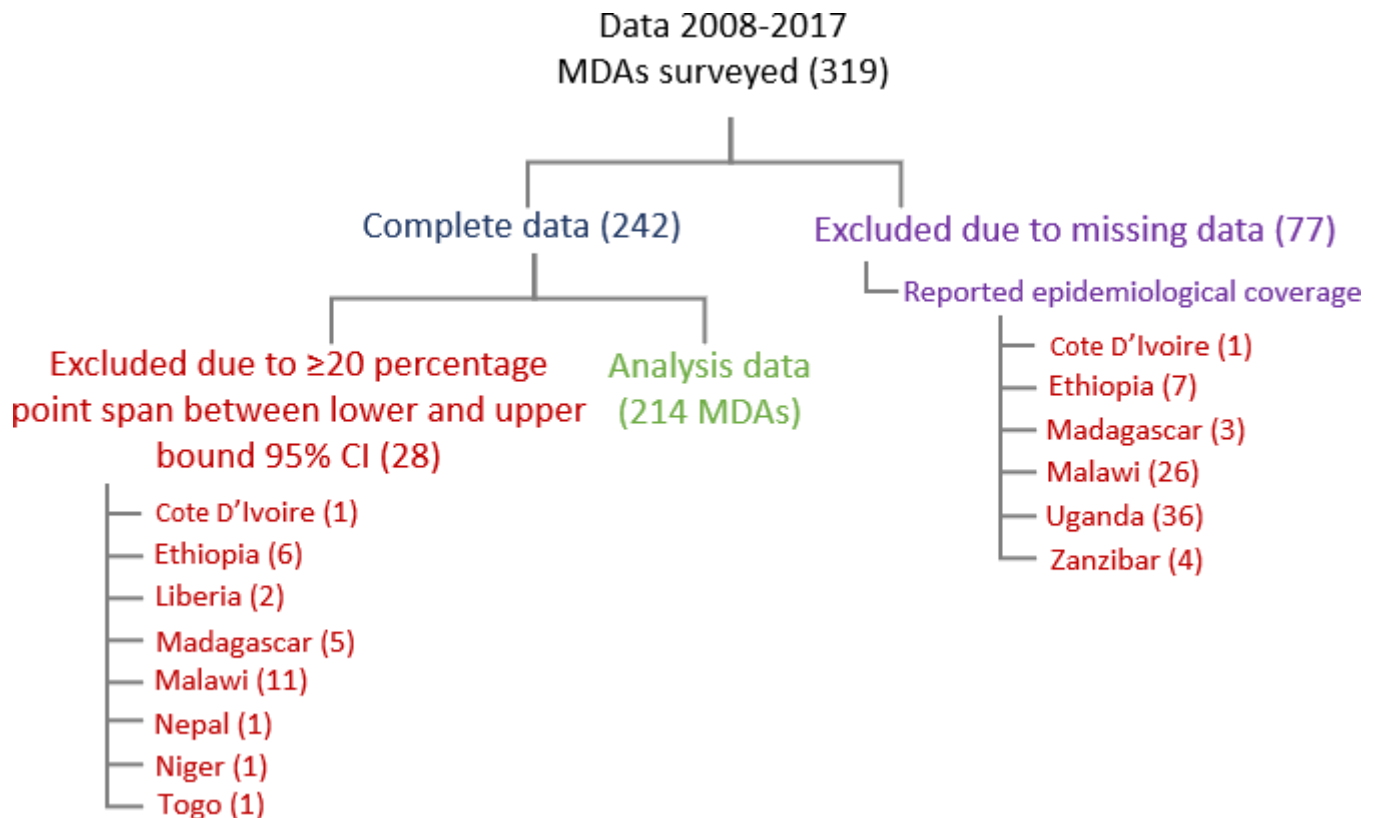 Data 2008-2017
MDAs surveyed (319)
Complete data (242)
Excluded due to missing data (77)
Reported epidemiological coverage
Cote D'Ivoire (1)
Ethiopia (7)
Madagascar (3)
Malawi (26)
Uganda (36)
Zanzibar (4)
Excluded due to ≥20 percentage
point span between lower and upper
bound 95% CI (28)
Cote D'Ivoire (1)
Ethiopia (6)
Liberia (2)
Madagascar (5)
Malawi (11)
Nepal (1)
Niger (1)
Togo (1)
Analysis data
(214 MDAs)